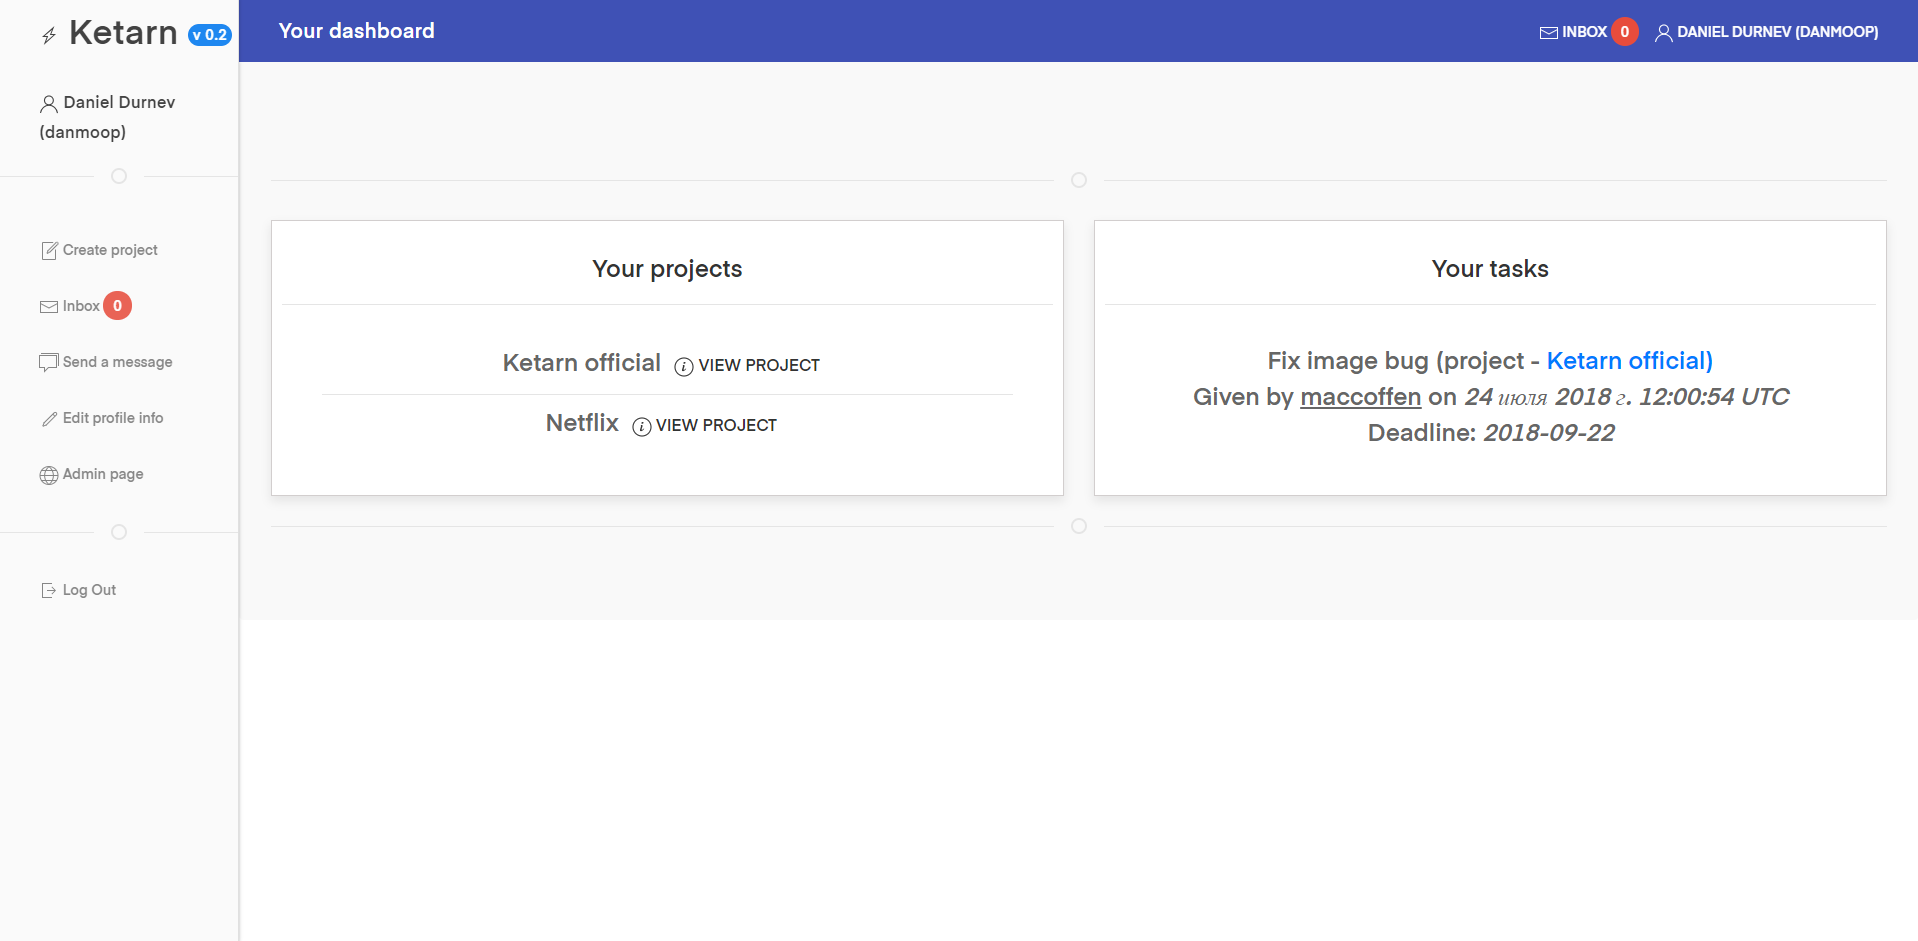 Ketarn v 0.2
Daniel Durnev
(danmoop)
Create project
Inbox 0
Send a message
Edit profile info
Admin page
Log Out
Your dashboard
INBOX 0 DANIEL DURNEV (DANMOOP)
Your projects
Ketarn official VIEW PROJECT
Netflix VIEW PROJECT
Your tasks
Fix image bug (project - Ketarn official)
Given by maccoffen on 24 июля 2018 г. 12:00:54 UTC
Deadline: 2018-09-22